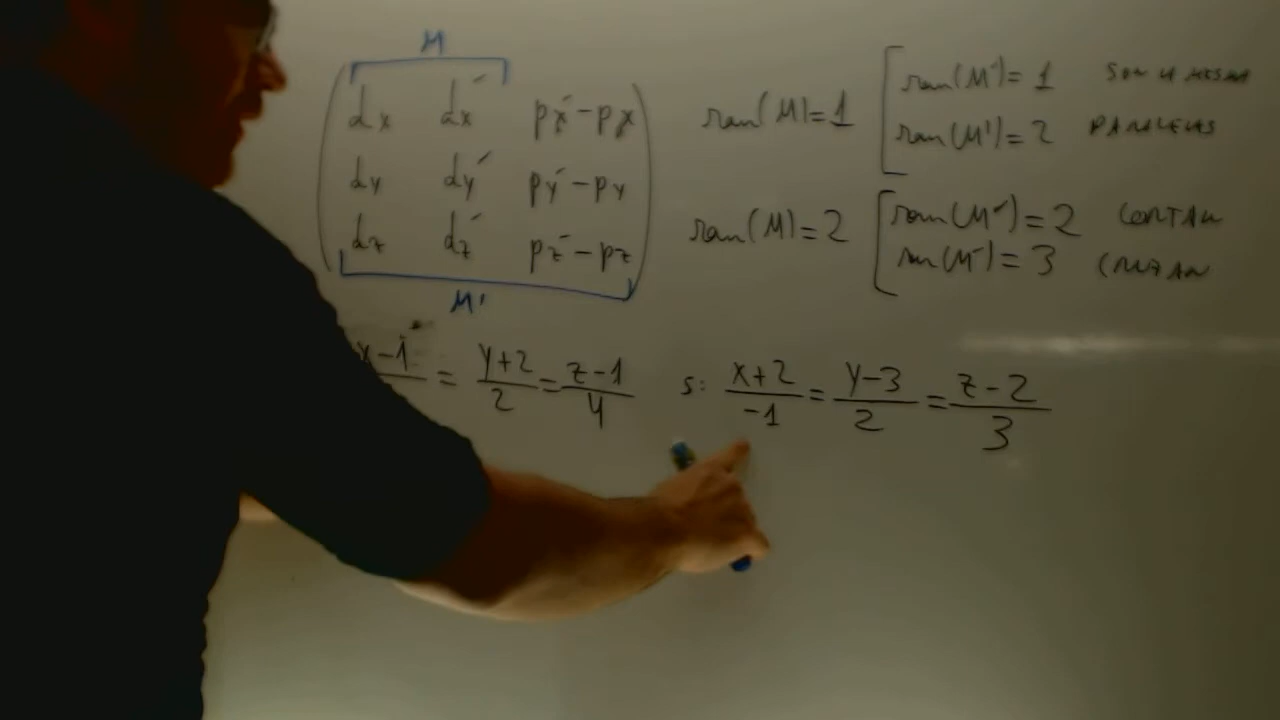 M
dx dx´ px´-px
dy dy´ py´-py
dz dz´ pz´-pz
M'
ran(M)=1
ran(M')=1 SON LA MISMA
ran(M')=2 PARALELAS
ran(M)=2
ran(M')=2 CORTAN
ran(M')=3 CRUZAN
x-1 = y+2/2 = z-1/4
s: x+2/-1 = y-3/2 = z-2/3